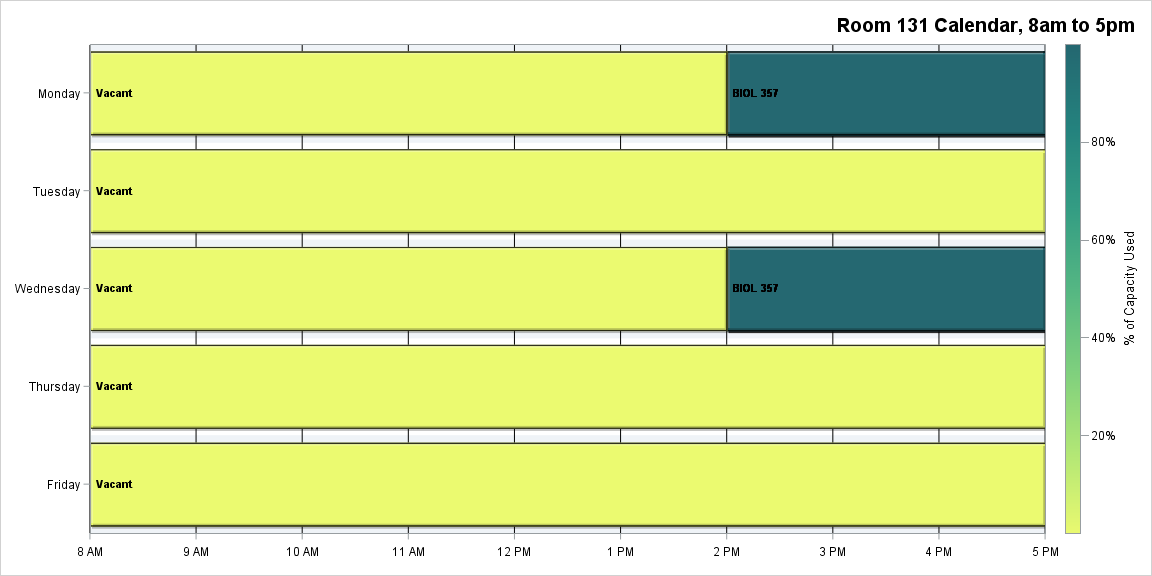 Room 131 Calendar, 8am to 5pm
Monday
Vacant
BIOL 357
Tuesday
Vacant
Wednesday
Vacant
BIOL 357
Thursday
Vacant
Friday
Vacant
8 AM
9 AM
10 AM
11 AM
12 PM
1 PM
2 PM
3 PM
4 PM
5 PM
80%
60%
40%
20%
% of Capacity Used